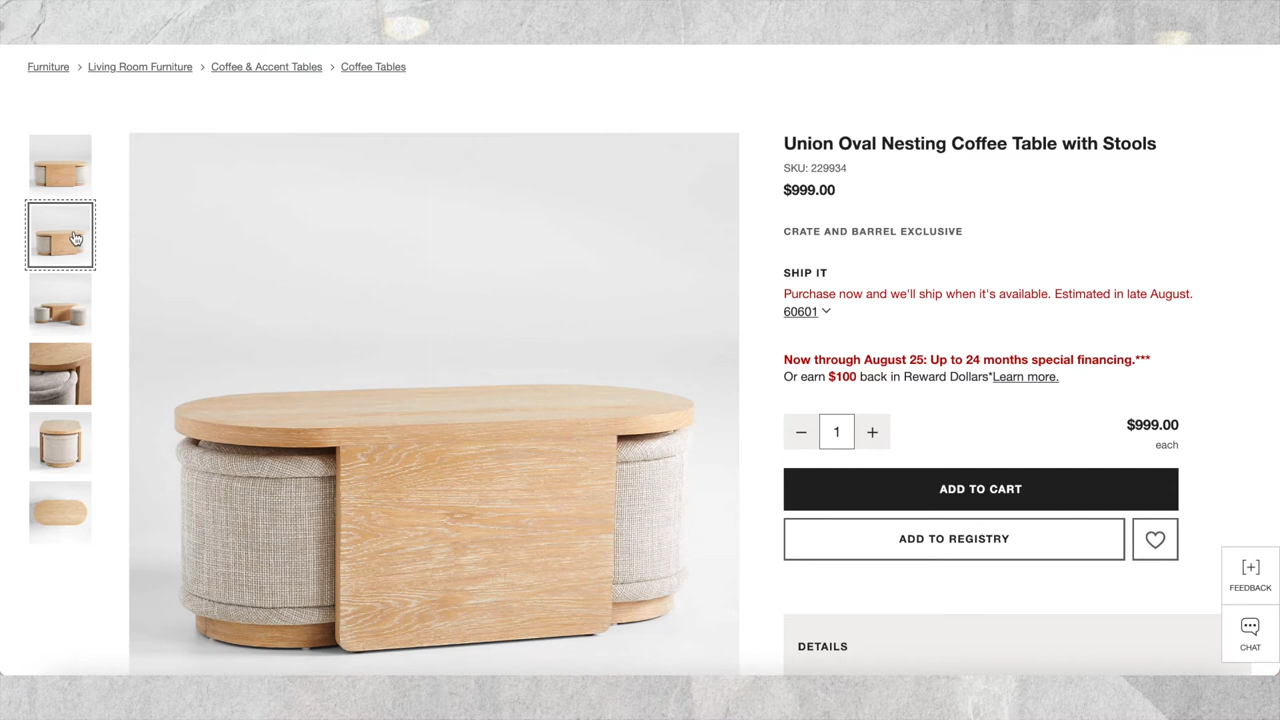 Furniture > Living Room Furniture > Coffee & Accent Tables > Coffee Tables
Union Oval Nesting Coffee Table with Stools
SKU: 229934
$999.00
CRATE AND BARREL EXCLUSIVE
SHIP IT
Purchase now and we'll ship when it's available. Estimated in late August.
60601
Now through August 25: Up to 24 months special financing.***
Or earn $100 back in Reward Dollars*Learn more.
− 1 +
$999.00
each
ADD TO CART
ADD TO REGISTRY
[+]
FEEDBACK
CHAT
DETAILS